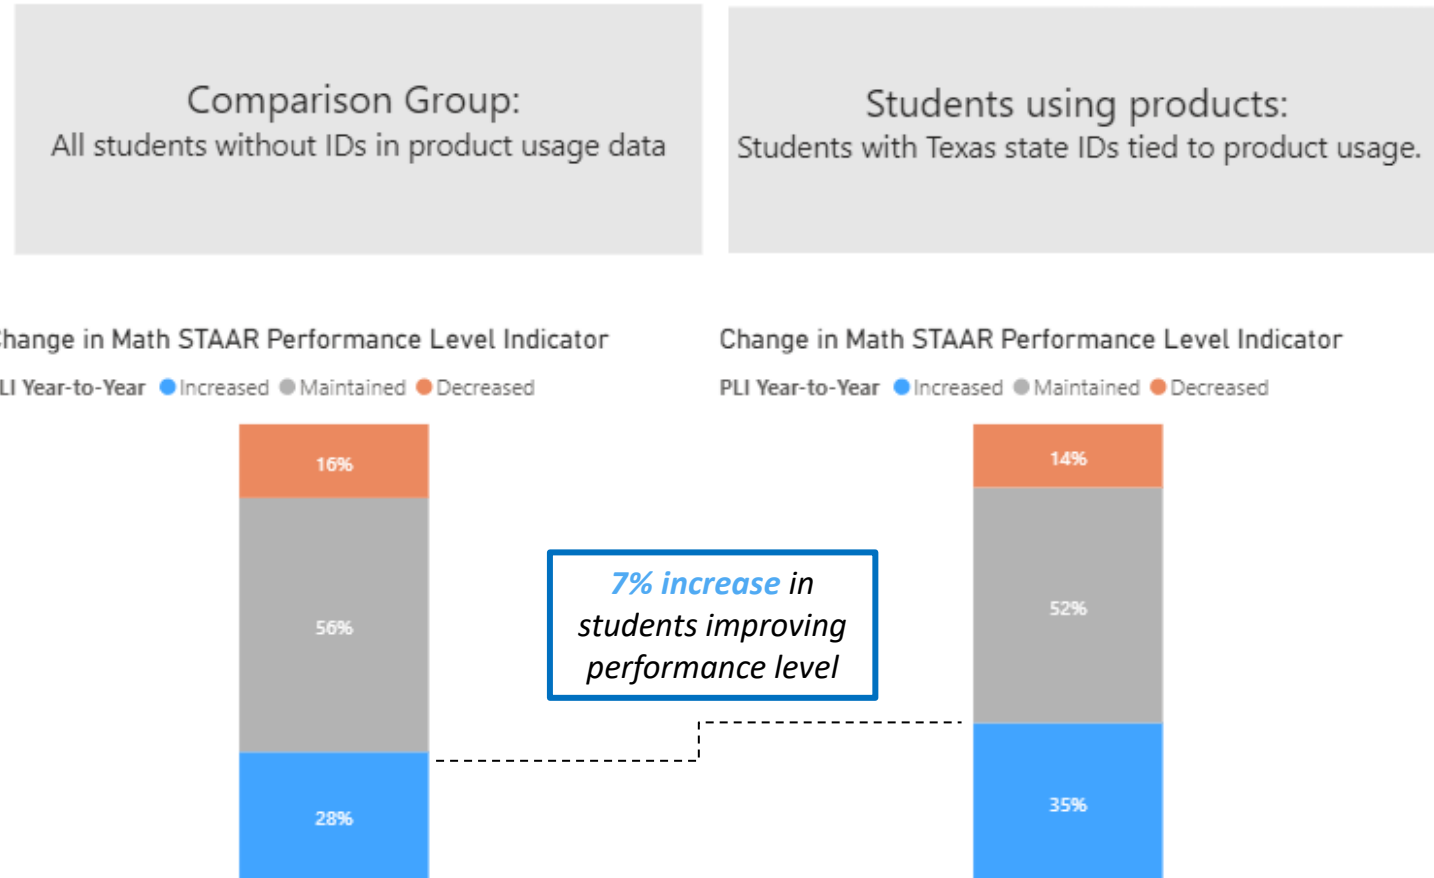 Comparison Group:
All students without IDs in product usage data
Students using products:
Students with Texas state IDs tied to product usage.
Change in Math STAAR Performance Level Indicator
LI Year-to-Year Increased Maintained Decreased
16%
56%
28%
7% increase in
students improving
performance level
Change in Math STAAR Performance Level Indicator
PLI Year-to-Year Increased Maintained Decreased
14%
52%
35%